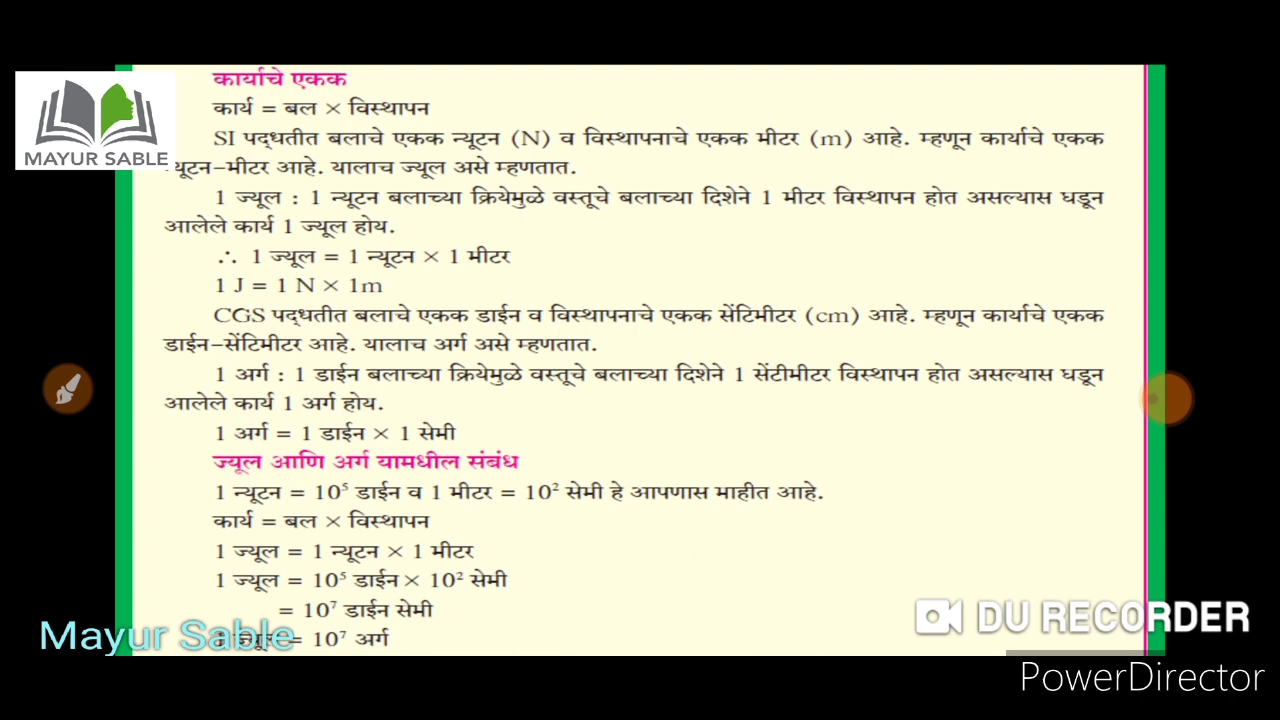 कार्याचे एकक
कार्य = बल × विस्थापन
SI पद्धतीत बलाचे एकक न्यूटन (N) व विस्थापनाचे एकक मीटर (m) आहे. म्हणून कार्याचे एकक
न्यूटन-मीटर आहे. यालाच ज्यूल असे म्हणतात.
1 ज्यूल : 1 न्यूटन बलाच्या क्रियेमुळे वस्तूचे बलाच्या दिशेने 1 मीटर विस्थापन होत असल्यास धडून
आलेले कार्य 1 ज्यूल होय.
∴ 1 ज्यूल = 1 न्यूटन × 1 मीटर
1 J = 1 N × 1m
CGS पद्धतीत बलाचे एकक डाईन व विस्थापनाचे एकक सेंटिमीटर (cm) आहे. म्हणून कार्याचे एकक
डाईन-सेंटिमीटर आहे. यालाच अर्ग असे म्हणतात.
1 अर्ग : 1 डाईन बलाच्या क्रियेमुळे वस्तूचे बलाच्या दिशेने 1 सेंटीमीटर विस्थापन होत असल्यास धडून
आलेले कार्य 1 अर्ग होय.
1 अर्ग = 1 डाईन × 1 सेमी
ज्यूल आणि अर्ग यामधील संबंध
1 न्यूटन = 10⁵ डाईन व 1 मीटर = 10² सेमी हे आपणास माहीत आहे.
कार्य = बल × विस्थापन
1 ज्यूल = 1 न्यूटन × 1 मीटर
1 ज्यूल = 10⁵ डाईन × 10² सेमी
= 10⁷ डाईन सेमी
1 ज्यूल = 10⁷ अर्ग
MAYUR SABLE
Mayur Sable
DU RECORDER
PowerDirector